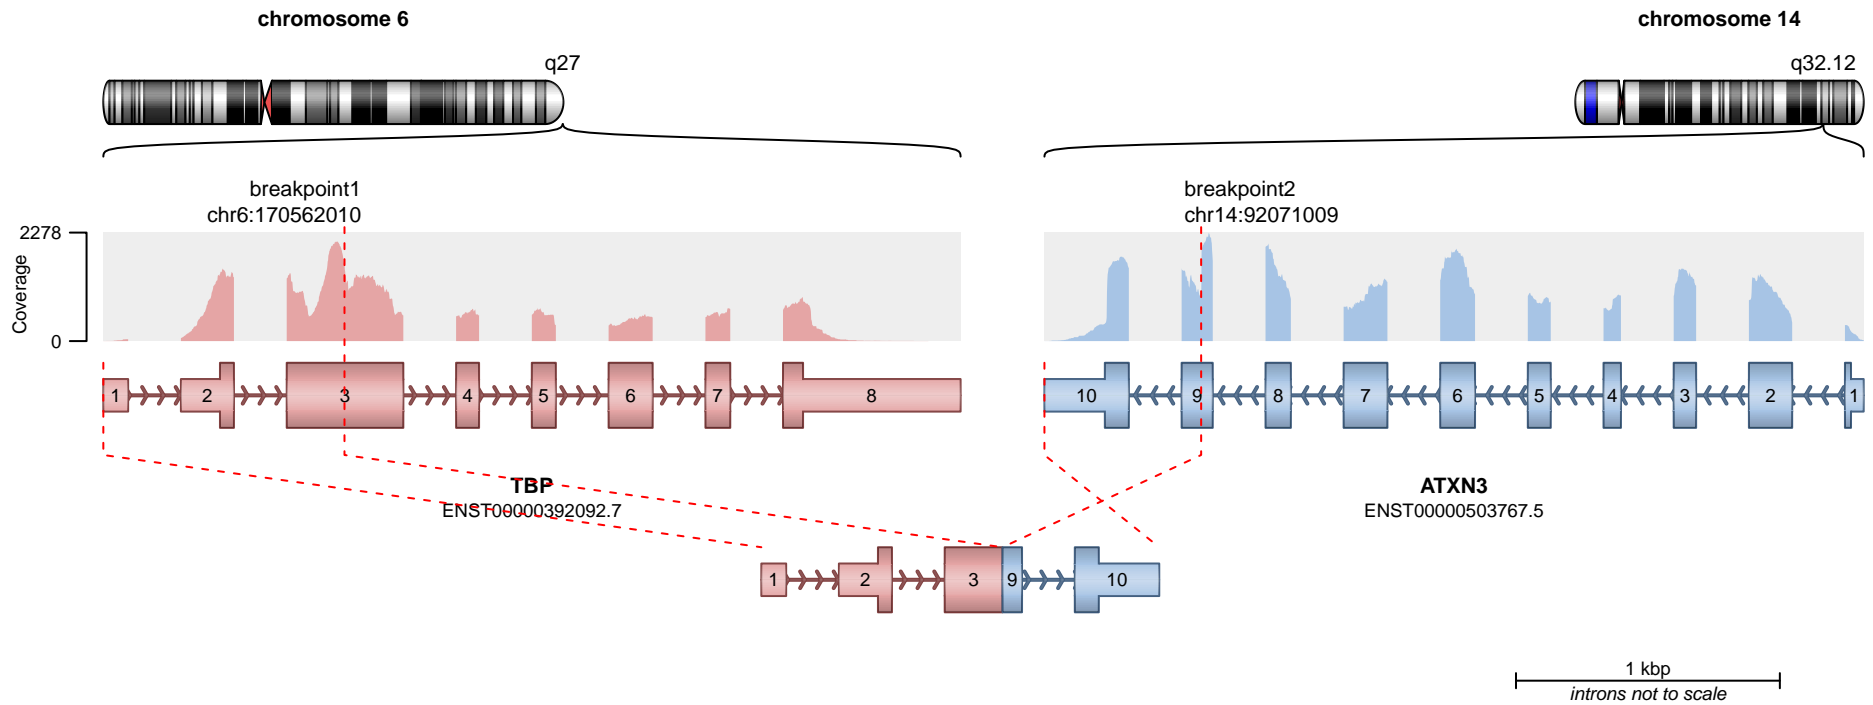 chromosome 6
chromosome 14
q27
q32.12
breakpoint1
chr6:170562010
breakpoint2
chr14:92071009
2278
Coverage
0
1 2 3 4 5 6 7 8
10 9 8 7 6 5 4 3 2 1
TBP
ENST00000392092.7
ATXN3
ENST00000503767.5
1 2 3 9 10
1 kbp
introns not to scale